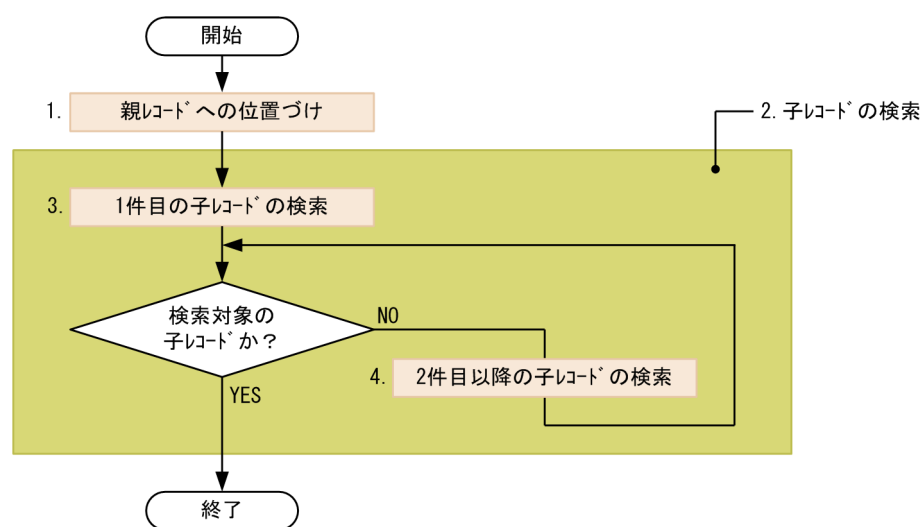 開始
1. 親ﾚｺｰﾄﾞへの位置づけ
2. 子ﾚｺｰﾄﾞの検索
3. 1件目の子ﾚｺｰﾄﾞの検索
検索対象の
子ﾚｺｰﾄﾞか？
NO
4. 2件目以降の子ﾚｺｰﾄﾞの検索
YES
終了